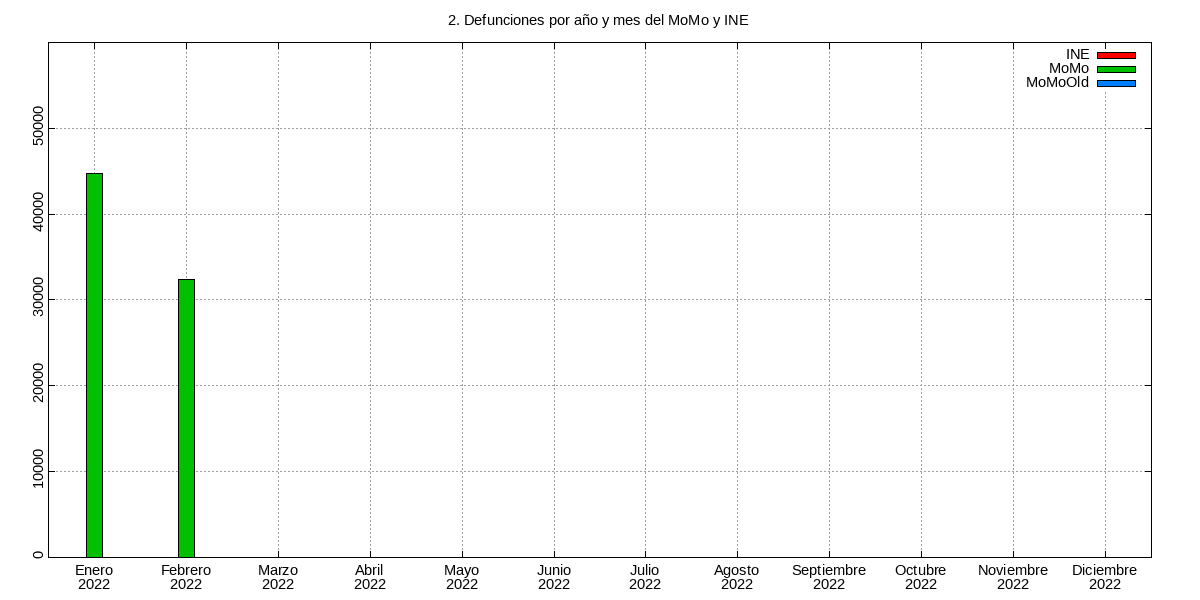 2. Defunciones por año y mes del MoMo y INE
INE
MoMo
MoMoOld
50000
40000
30000
20000
10000
0
Enero Febrero Marzo Abril Mayo Junio Julio Agosto Septiembre Octubre Noviembre Diciembre
2022 2022 2022 2022 2022 2022 2022 2022 2022 2022 2022 2022